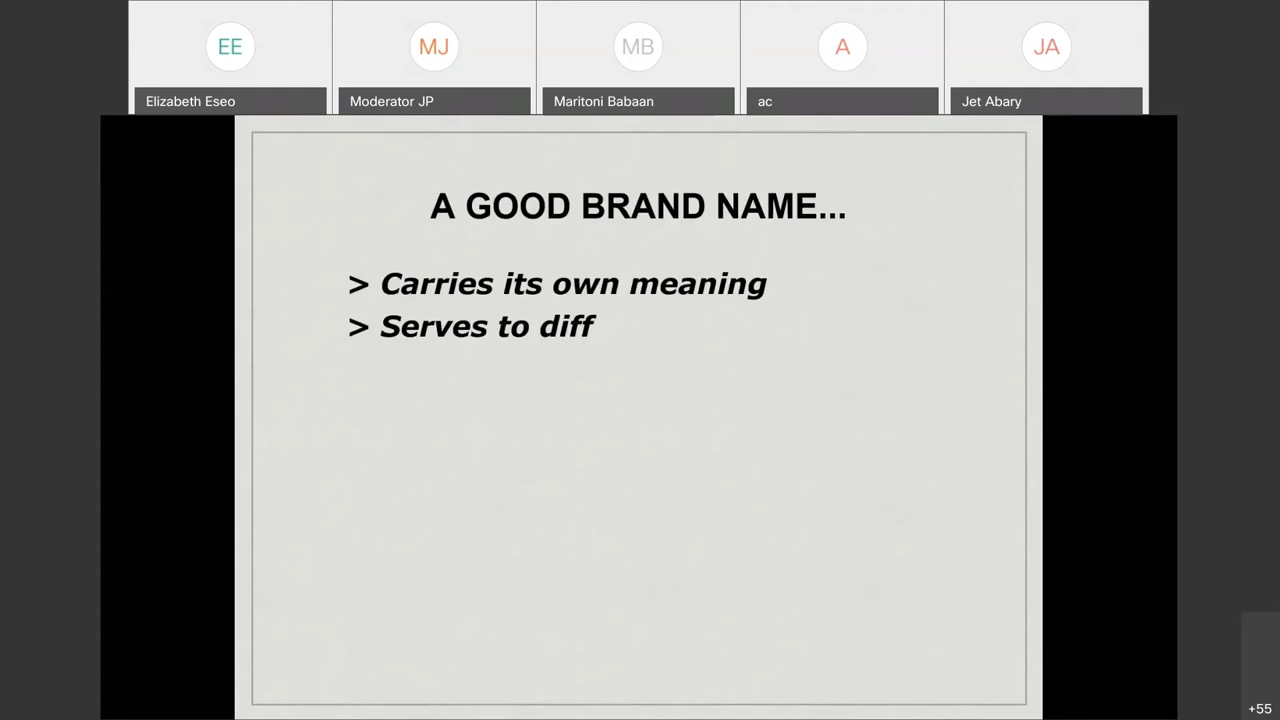 EE
MJ
MB
A
JA
Elizabeth Eseo
Moderator JP
Maritoni Babaan
ac
Jet Abary
A GOOD BRAND NAME...
> Carries its own meaning
> Serves to diff
+55